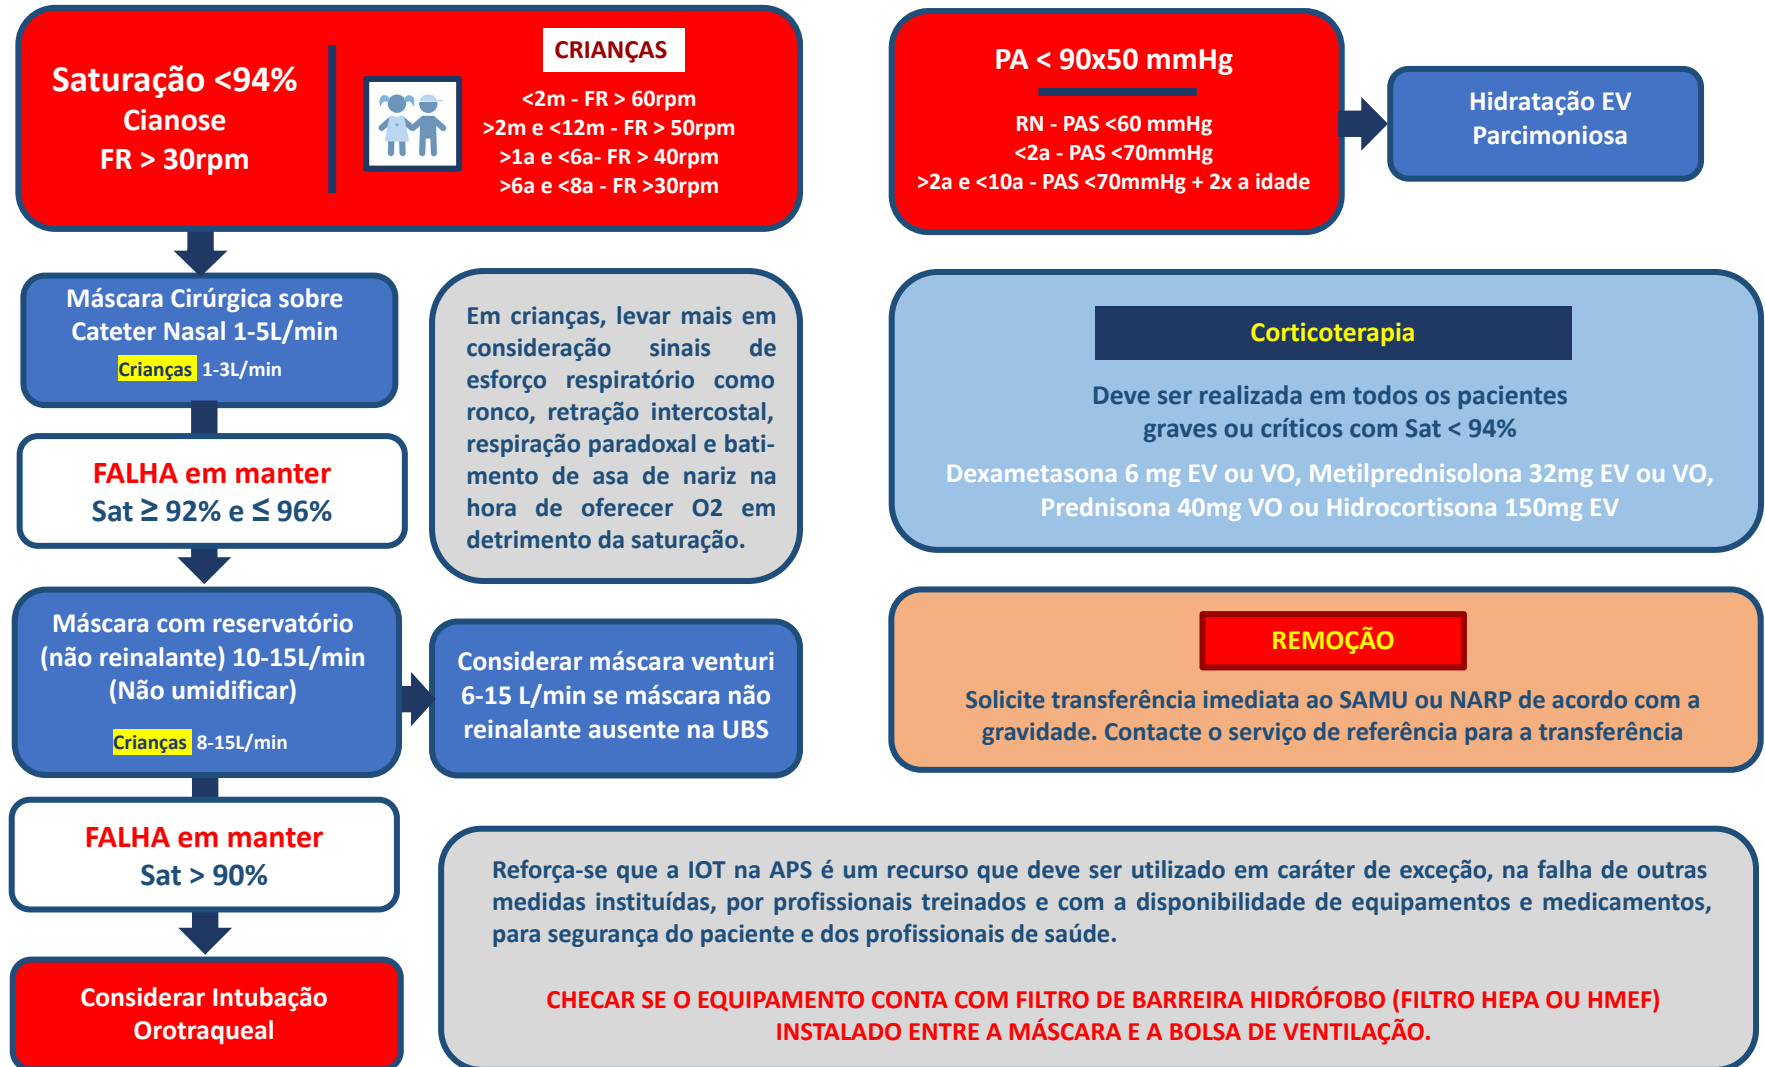 Saturação <94%
Cianose
FR > 30rpm
CRIANÇAS
<2m - FR > 60rpm
>2m e <12m - FR > 50rpm
>1a e <6a- FR > 40rpm
>6a e <8a - FR >30rpm
PA < 90x50 mmHg
RN - PAS <60 mmHg
<2a - PAS <70mmHg
>2a e <10a - PAS <70mmHg + 2x a idade
Hidratação EV
Parcimoniosa
Máscara Cirúrgica sobre
Cateter Nasal 1-5L/min
Crianças 1-3L/min
FALHA em manter
Sat ≥ 92% e ≤ 96%
Em crianças, levar mais em
consideração sinais de
esforço respiratório como
ronco, retração intercostal,
respiração paradoxal e bati-
mento de asa de nariz na
hora de oferecer O2 em
detrimento da saturação.
Corticoterapia
Deve ser realizada em todos os pacientes
graves ou críticos com Sat < 94%
Dexametasona 6 mg EV ou VO, Metilprednisolona 32mg EV ou VO,
Prednisona 40mg VO ou Hidrocortisona 150mg EV
Máscara com reservatório
(não reinalante) 10-15L/min
(Não umidificar)
Crianças 8-15L/min
Considerar máscara venturi
6-15 L/min se máscara não
reinalante ausente na UBS
REMOÇÃO
Solicite transferência imediata ao SAMU ou NARP de acordo com a
gravidade. Contacte o serviço de referência para a transferência
FALHA em manter
Sat > 90%
Considerar Intubação
Orotraqueal
Reforça-se que a IOT na APS é um recurso que deve ser utilizado em caráter de exceção, na falha de outras
medidas instituídas, por profissionais treinados e com a disponibilidade de equipamentos e medicamentos,
para segurança do paciente e dos profissionais de saúde.
CHECAR SE O EQUIPAMENTO CONTA COM FILTRO DE BARREIRA HIDRÓFOBO (FILTRO HEPA OU HMEF)
INSTALADO ENTRE A MÁSCARA E A BOLSA DE VENTILAÇÃO.